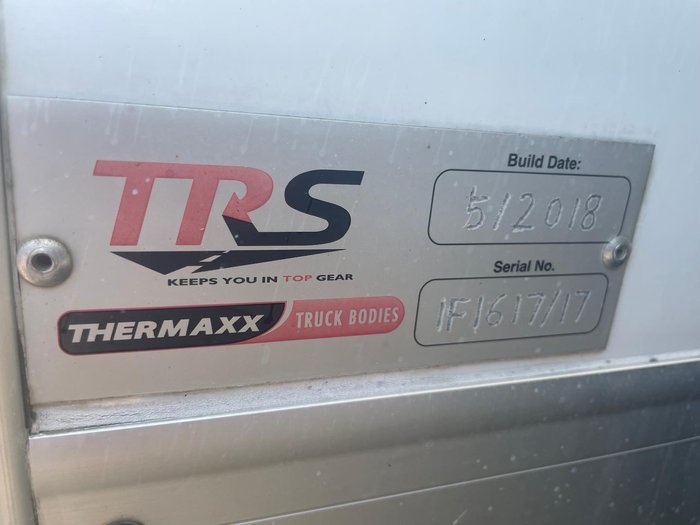 TRS
KEEPS YOU IN TOP GEAR
THERMAXX TRUCK BODIES
Build Date:
5/2018
Serial No.
IF1617/17